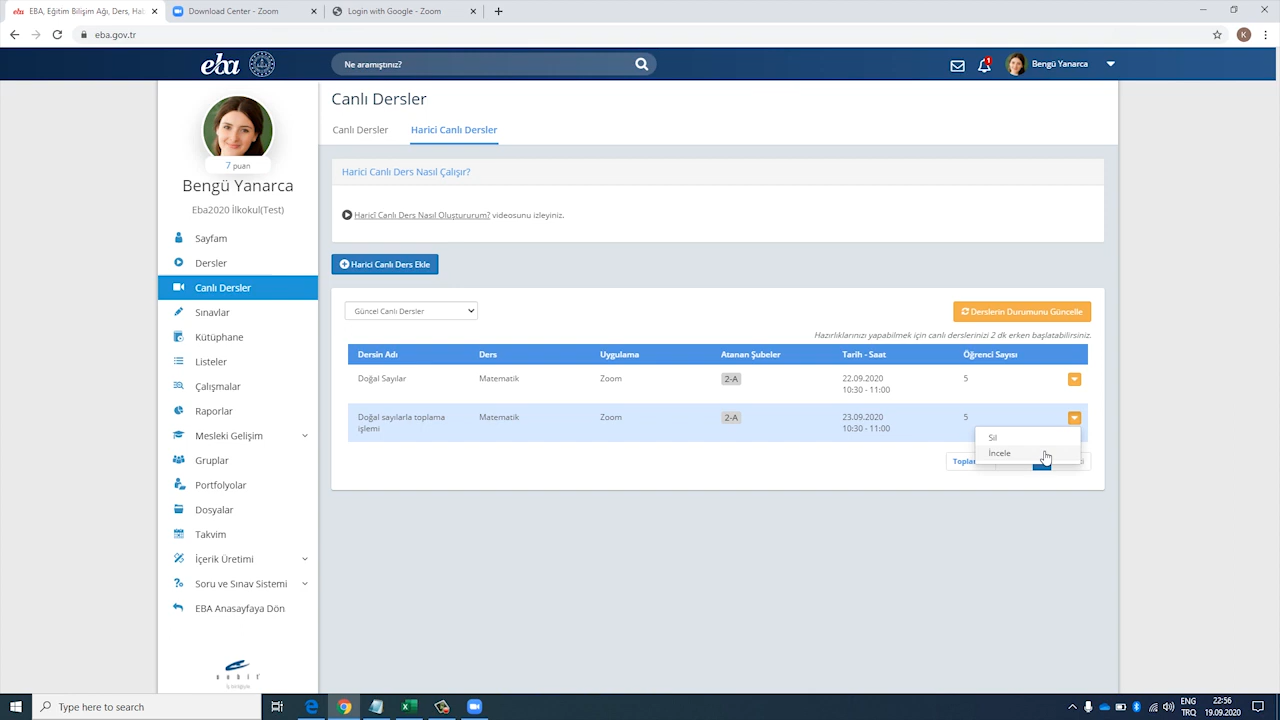 EBA, Eğitim Bilişim Ağı, Ders, Hab
Download Center - Zoom
Login with Google - Zoom
eba.gov.tr
K
eba
Ne aramıştınız?
1
Bengü Yanarca
7 puan
Bengü Yanarca
Eba2020 İlkokul(Test)
Sayfam
Dersler
Canlı Dersler
Sınavlar
Kütüphane
Listeler
Çalışmalar
Raporlar
Mesleki Gelişim
Gruplar
Portfolyolar
Dosyalar
Takvim
İçerik Üretimi
Soru ve Sınav Sistemi
EBA Anasayfaya Dön
Canlı Dersler
Canlı Dersler
Harici Canlı Dersler
Harici Canlı Ders Nasıl Çalışır?
Harici Canlı Ders Nasıl Oluştururum? videosunu izleyiniz.
Harici Canlı Ders Ekle
Güncel Canlı Dersler
Derslerin Durumunu Güncelle
Hazırlıklarınızı yapabilmek için canlı derslerinizi 2 dk erken başlatabilirsiniz.
Dersin Adı Ders Uygulama Atanan Şubeler Tarih - Saat Öğrenci Sayısı
Doğal Sayılar Matematik Zoom 2-A 22.09.2020 5
10:30 - 11:00
Doğal sayılarla toplama Matematik Zoom 2-A 23.09.2020 5
işlemi 10:30 - 11:00
Sil
İncele
Type here to search
ENG 22:56
TRQ 19.09.2020